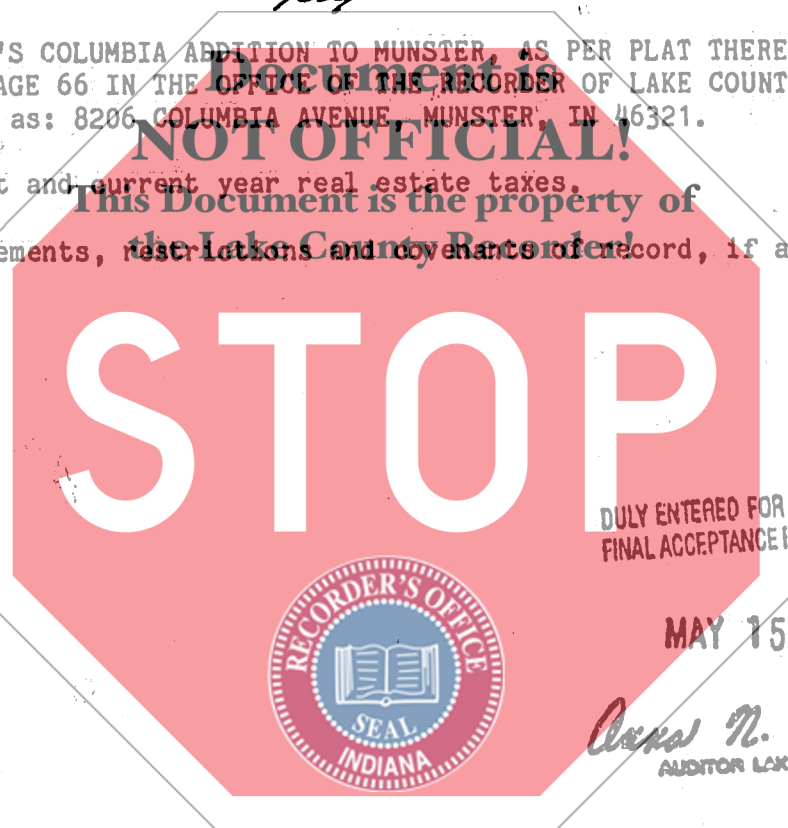 'S COLUMBIA ADDITION TO MUNSTER, AS PER PLAT THERE
AGE 66 IN THE OFFICE OF THE RECORDER OF LAKE COUNT
as: 8206 COLUMBIA AVENUE, MUNSTER, IN 46321.
t and current year real estate taxes.
ements, restrictions and covenants of record, if a
Document is
NOT OFFICIAL!
This Document is the property of
the Lake County Recorder!
STOP
DULY ENTERED FOR
FINAL ACCEPTANCE
MAY 15
RECORDER'S OFFICE
SEAL
INDIANA
Anna N.
AUDITOR LAK